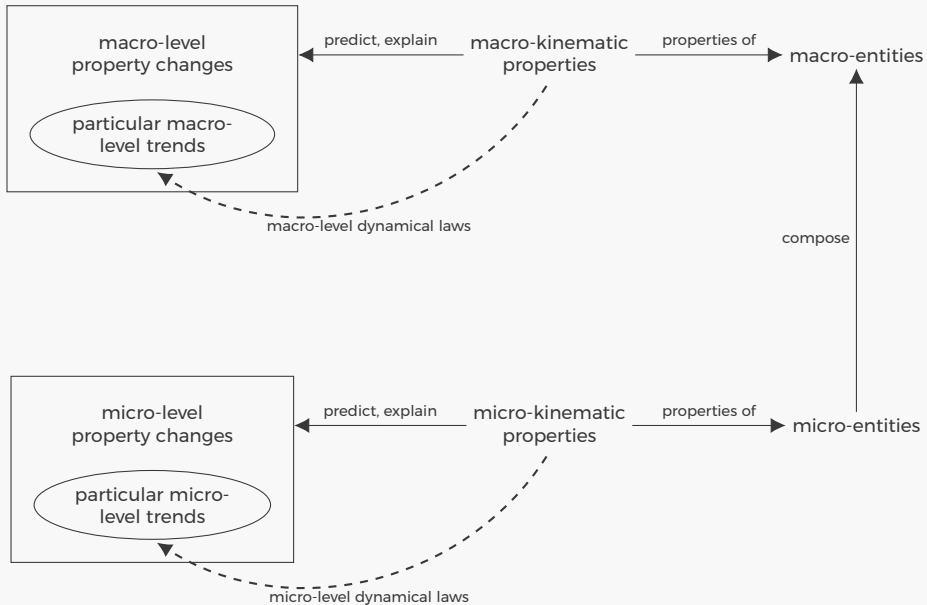 macro-level
property changes
predict, explain
macro-kinematic
properties
properties of
macro-entities
particular macro-
level trends
macro-level dynamical laws
compose
micro-level
property changes
predict, explain
micro-kinematic
properties
properties of
micro-entities
particular micro-
level trends
micro-level dynamical laws